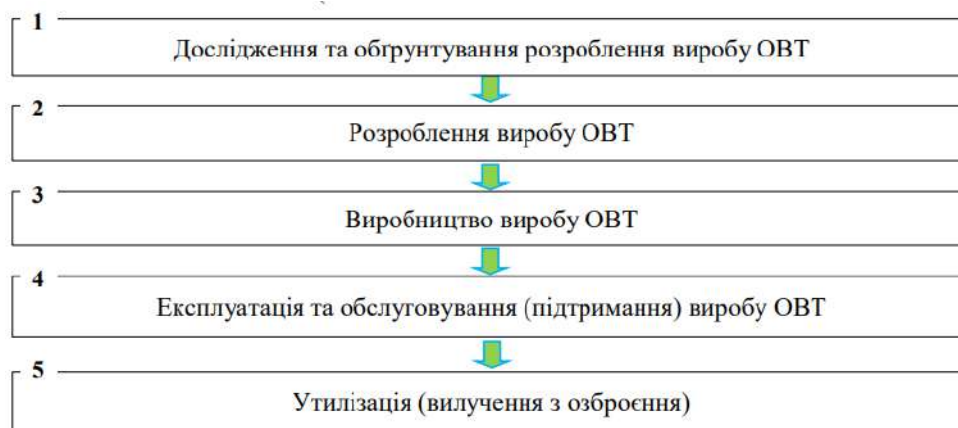 1
Дослідження та обґрунтування розроблення виробу ОВТ
2
Розроблення виробу ОВТ
3
Виробництво виробу ОВТ
4
Експлуатація та обслуговування (підтримання) виробу ОВТ
5
Утилізація (вилучення з озброєння)